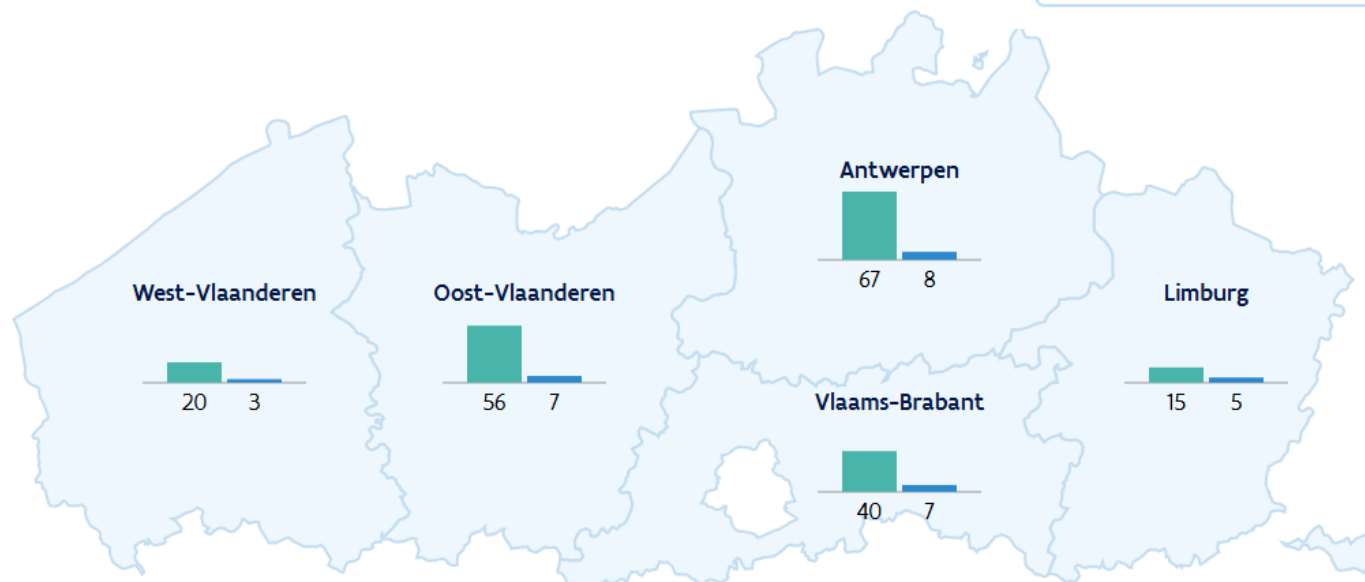 Antwerpen
67 8
West-Vlaanderen
20 3
Oost-Vlaanderen
56 7
Limburg
15 5
Vlaams-Brabant
40 7